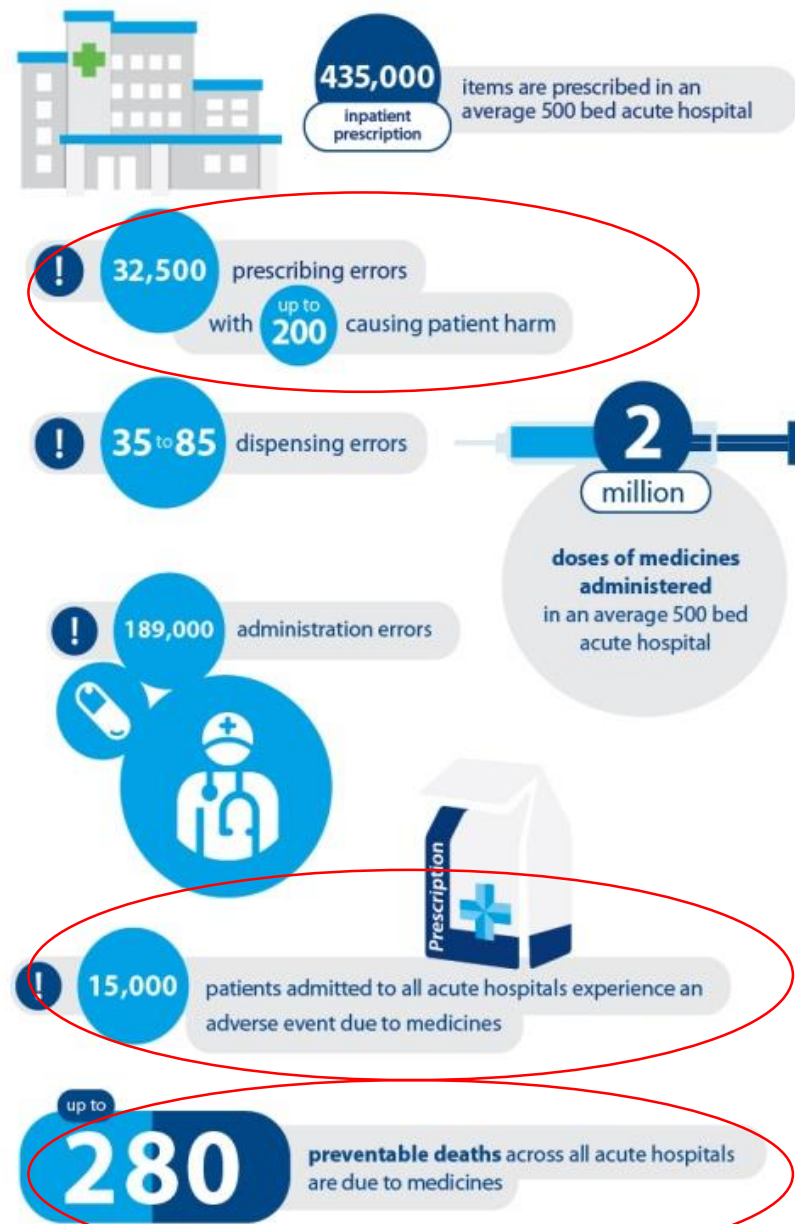 435,000
inpatient
prescription
items are prescribed in an
average 500 bed acute hospital
!
32,500
prescribing errors
with
up to
200
causing patient harm
!
35 to 85
dispensing errors
2
million
doses of medicines
administered
in an average 500 bed
acute hospital
!
189,000
administration errors
Prescription
!
15,000
patients admitted to all acute hospitals experience an
adverse event due to medicines
up to
280
preventable deaths across all acute hospitals
are due to medicines